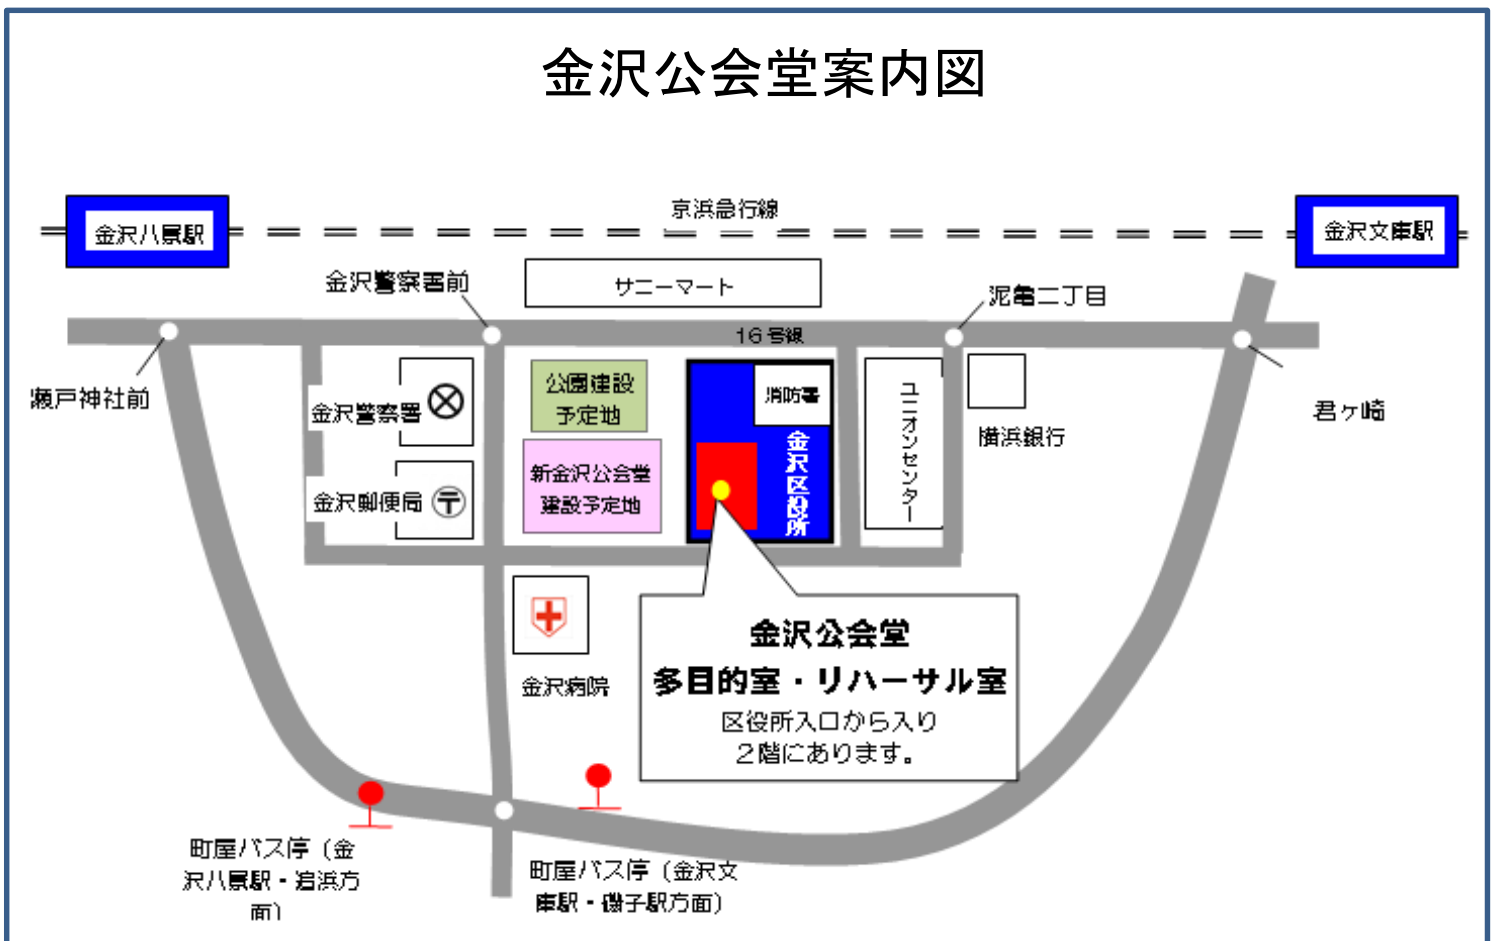 金沢公会堂案内図
京浜急行線
金沢八景駅
金沢文庫駅
金沢警察署前
サニーマート
泥亀二丁目
16号線
瀬戸神社前
金沢警察署
公園建設
予定地
消防署
ユニオンセンター
横浜銀行
君ヶ崎
金沢郵便局
新金沢公会堂
建設予定地
金沢区役所
金沢病院
金沢公会堂
多目的室・リハーサル室
区役所入口から入り
２階にあります。
町屋バス停（金
沢八景駅・追浜方
面）
町屋バス停（金沢文
庫駅・磯子駅方面）